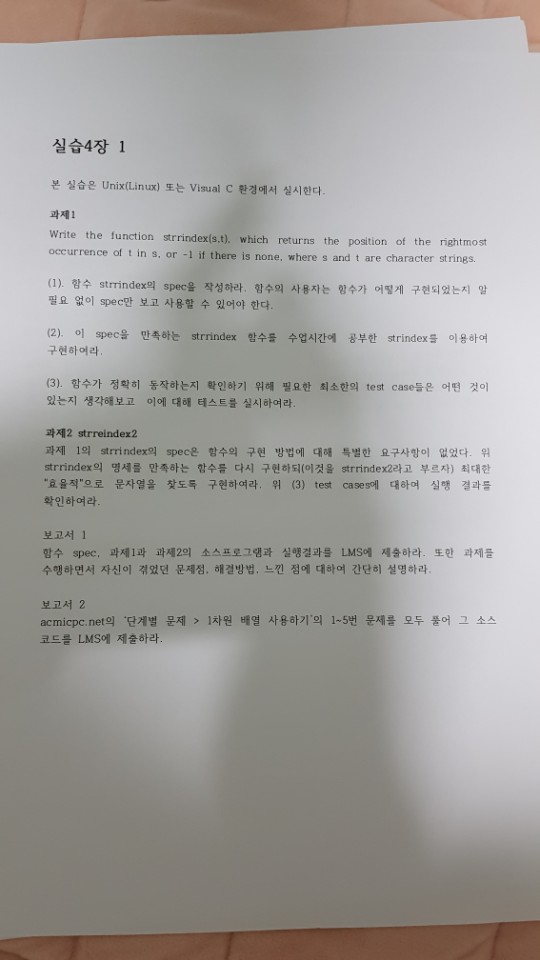 실습4장 1
본 실습은 Unix(Linux) 또는 Visual C 환경에서 실시한다.
과제1
Write the function strrindex(s,t), which returns the position of the rightmost
occurrence of t in s, or -1 if there is none, where s and t are character strings.
(1). 함수 strrindex의 spec을 작성하라. 함수의 사용자는 함수가 어떻게 구현되었는지 알
필요 없이 spec만 보고 사용할 수 있어야 한다.
(2). 이 spec을 만족하는 strrindex 함수를 수업시간에 공부한 strindex를 이용하여
구현하여라.
(3). 함수가 정확히 동작하는지 확인하기 위해 필요한 최소한의 test case들은 어떤 것이
있는지 생각해보고 이에 대해 테스트를 실시하여라.
과제2 strreindex2
과제 1의 strrindex의 spec은 함수의 구현 방법에 대해 특별한 요구사항이 없었다. 위
strrindex의 명세를 만족하는 함수를 다시 구현하되(이것을 strrindex2라고 부르자) 최대한
"효율적"으로 문자열을 찾도록 구현하여라. 위 (3) test cases에 대하여 실행 결과를
확인하여라.
보고서 1
함수 spec, 과제1과 과제2의 소스프로그램과 실행결과를 LMS에 제출하라. 또한 과제를
수행하면서 자신이 겪었던 문제점, 해결방법, 느낀 점에 대하여 간단히 설명하라.
보고서 2
acmicpc.net의 '단계별 문제 > 1차원 배열 사용하기'의 1~5번 문제를 모두 풀어 그 소스
코드를 LMS에 제출하라.